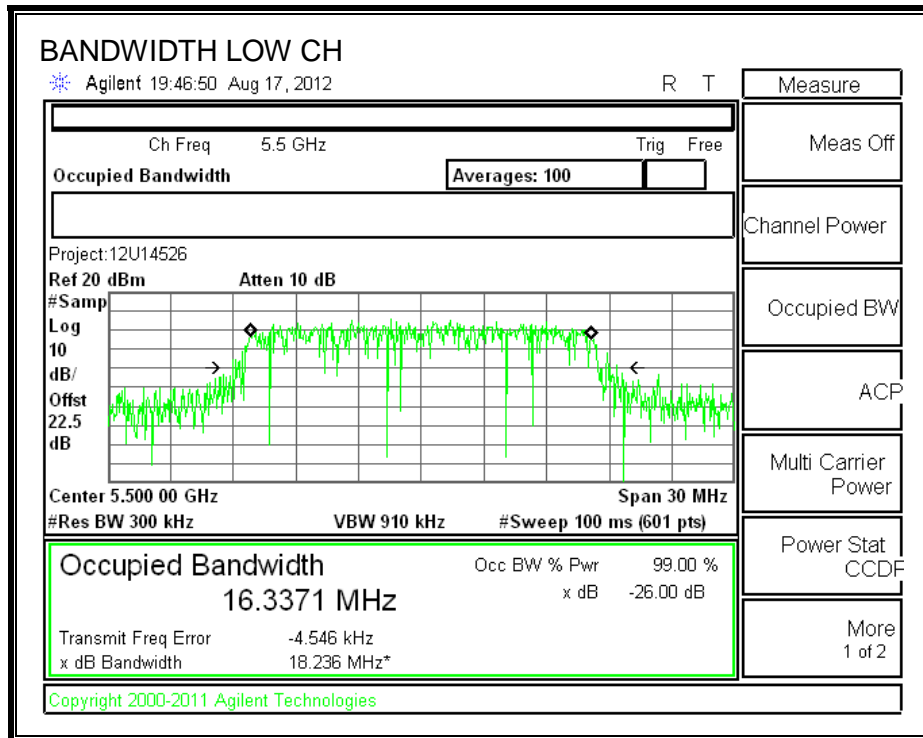 BANDWIDTH LOW CH
Agilent 19:46:50 Aug 17, 2012 R T
Measure
Ch Freq 5.5 GHz Trig Free
Meas Off
Occupied Bandwidth Averages: 100
Channel Power
Project:12U14526
Ref 20 dBm Atten 10 dB
#Samp
Log
10
dB/
Offst
22.5
dB
Occupied BW
ACP
Multi Carrier
Power
Center 5.500 00 GHz Span 30 MHz
#Res BW 300 kHz VBW 910 kHz #Sweep 100 ms (601 pts)
Power Stat
CCDF
Occupied Bandwidth Occ BW % Pwr 99.00 %
16.3371 MHz x dB -26.00 dB
Transmit Freq Error -4.546 kHz
x dB Bandwidth 18.236 MHz*
More
1 of 2
Copyright 2000-2011 Agilent Technologies